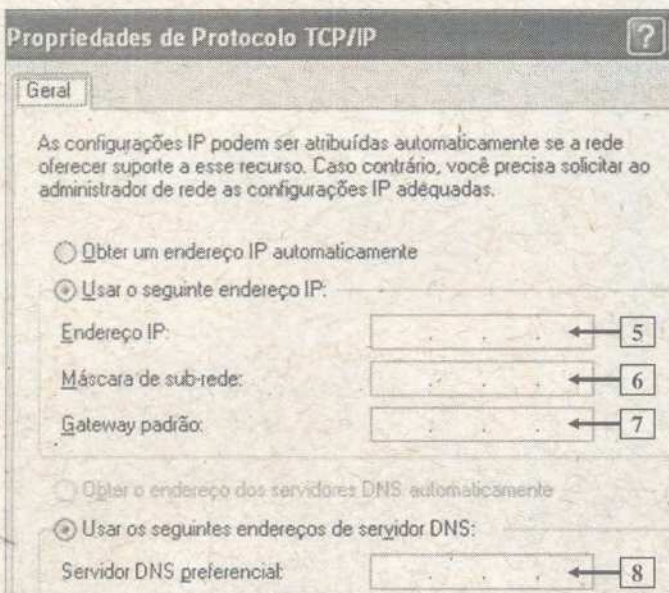 Propriedades de Protocolo TCP/IP ?
Geral
As configurações IP podem ser atribuídas automaticamente se a rede
oferecer suporte a esse recurso. Caso contrário, você precisa solicitar ao
administrador de rede as configurações IP adequadas.
Obter um endereço IP automaticamente
Usar o seguinte endereço IP:
Endereço IP: . . . 5
Máscara de sub-rede: . . . 6
Gateway padrão: . . . 7
Obter o endereço dos servidores DNS automaticamente
Usar os seguintes endereços de servidor DNS:
Servidor DNS preferencial: . . . 8